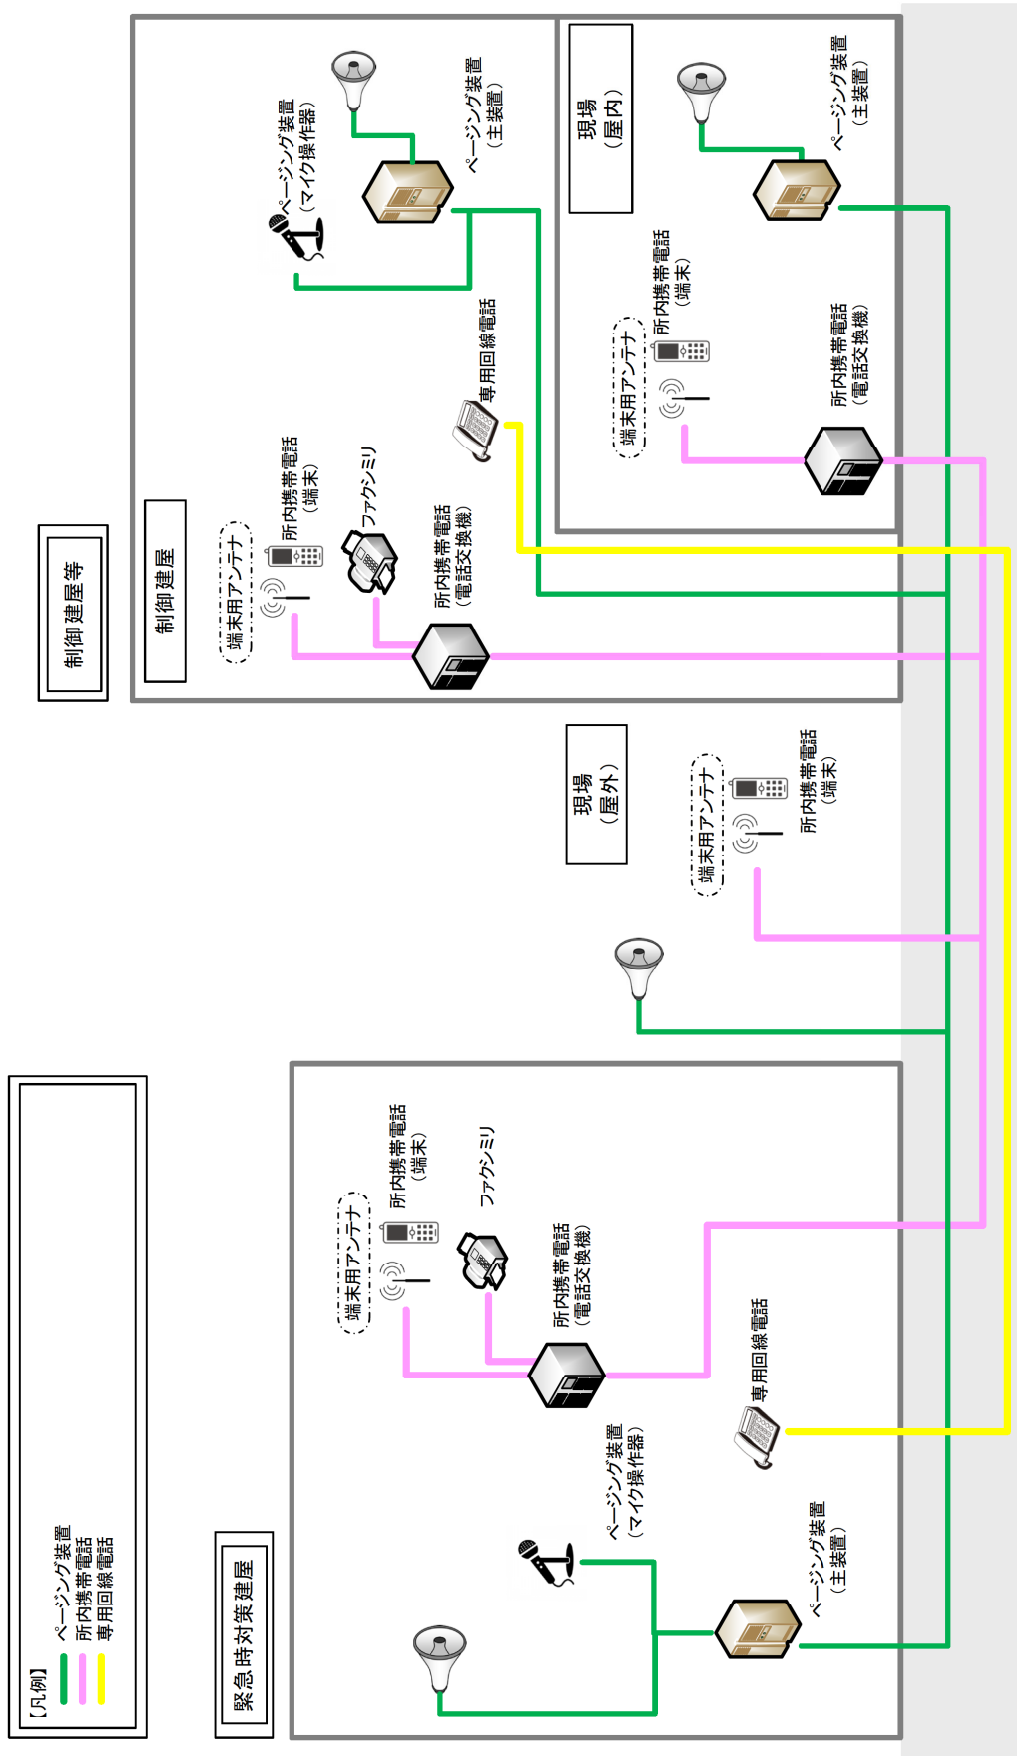 【凡例】
ページング装置
所内携帯電話
専用回線電話
緊急時対策建屋
ページング装置
（マイク操作器）
ページング装置
（主装置）
専用回線電話
端末用アンテナ
所内携帯電話
（端末）
ファクシミリ
所内携帯電話
（電話交換機）
現場
（屋外）
端末用アンテナ
所内携帯電話
（端末）
制御建屋等
制御建屋
端末用アンテナ
所内携帯電話
（端末）
ファクシミリ
所内携帯電話
（電話交換機）
専用回線電話
ページング装置
（マイク操作器）
ページング装置
（主装置）
現場
（屋内）
端末用アンテナ
所内携帯電話
（端末）
所内携帯電話
（電話交換機）
ページング装置
（主装置）